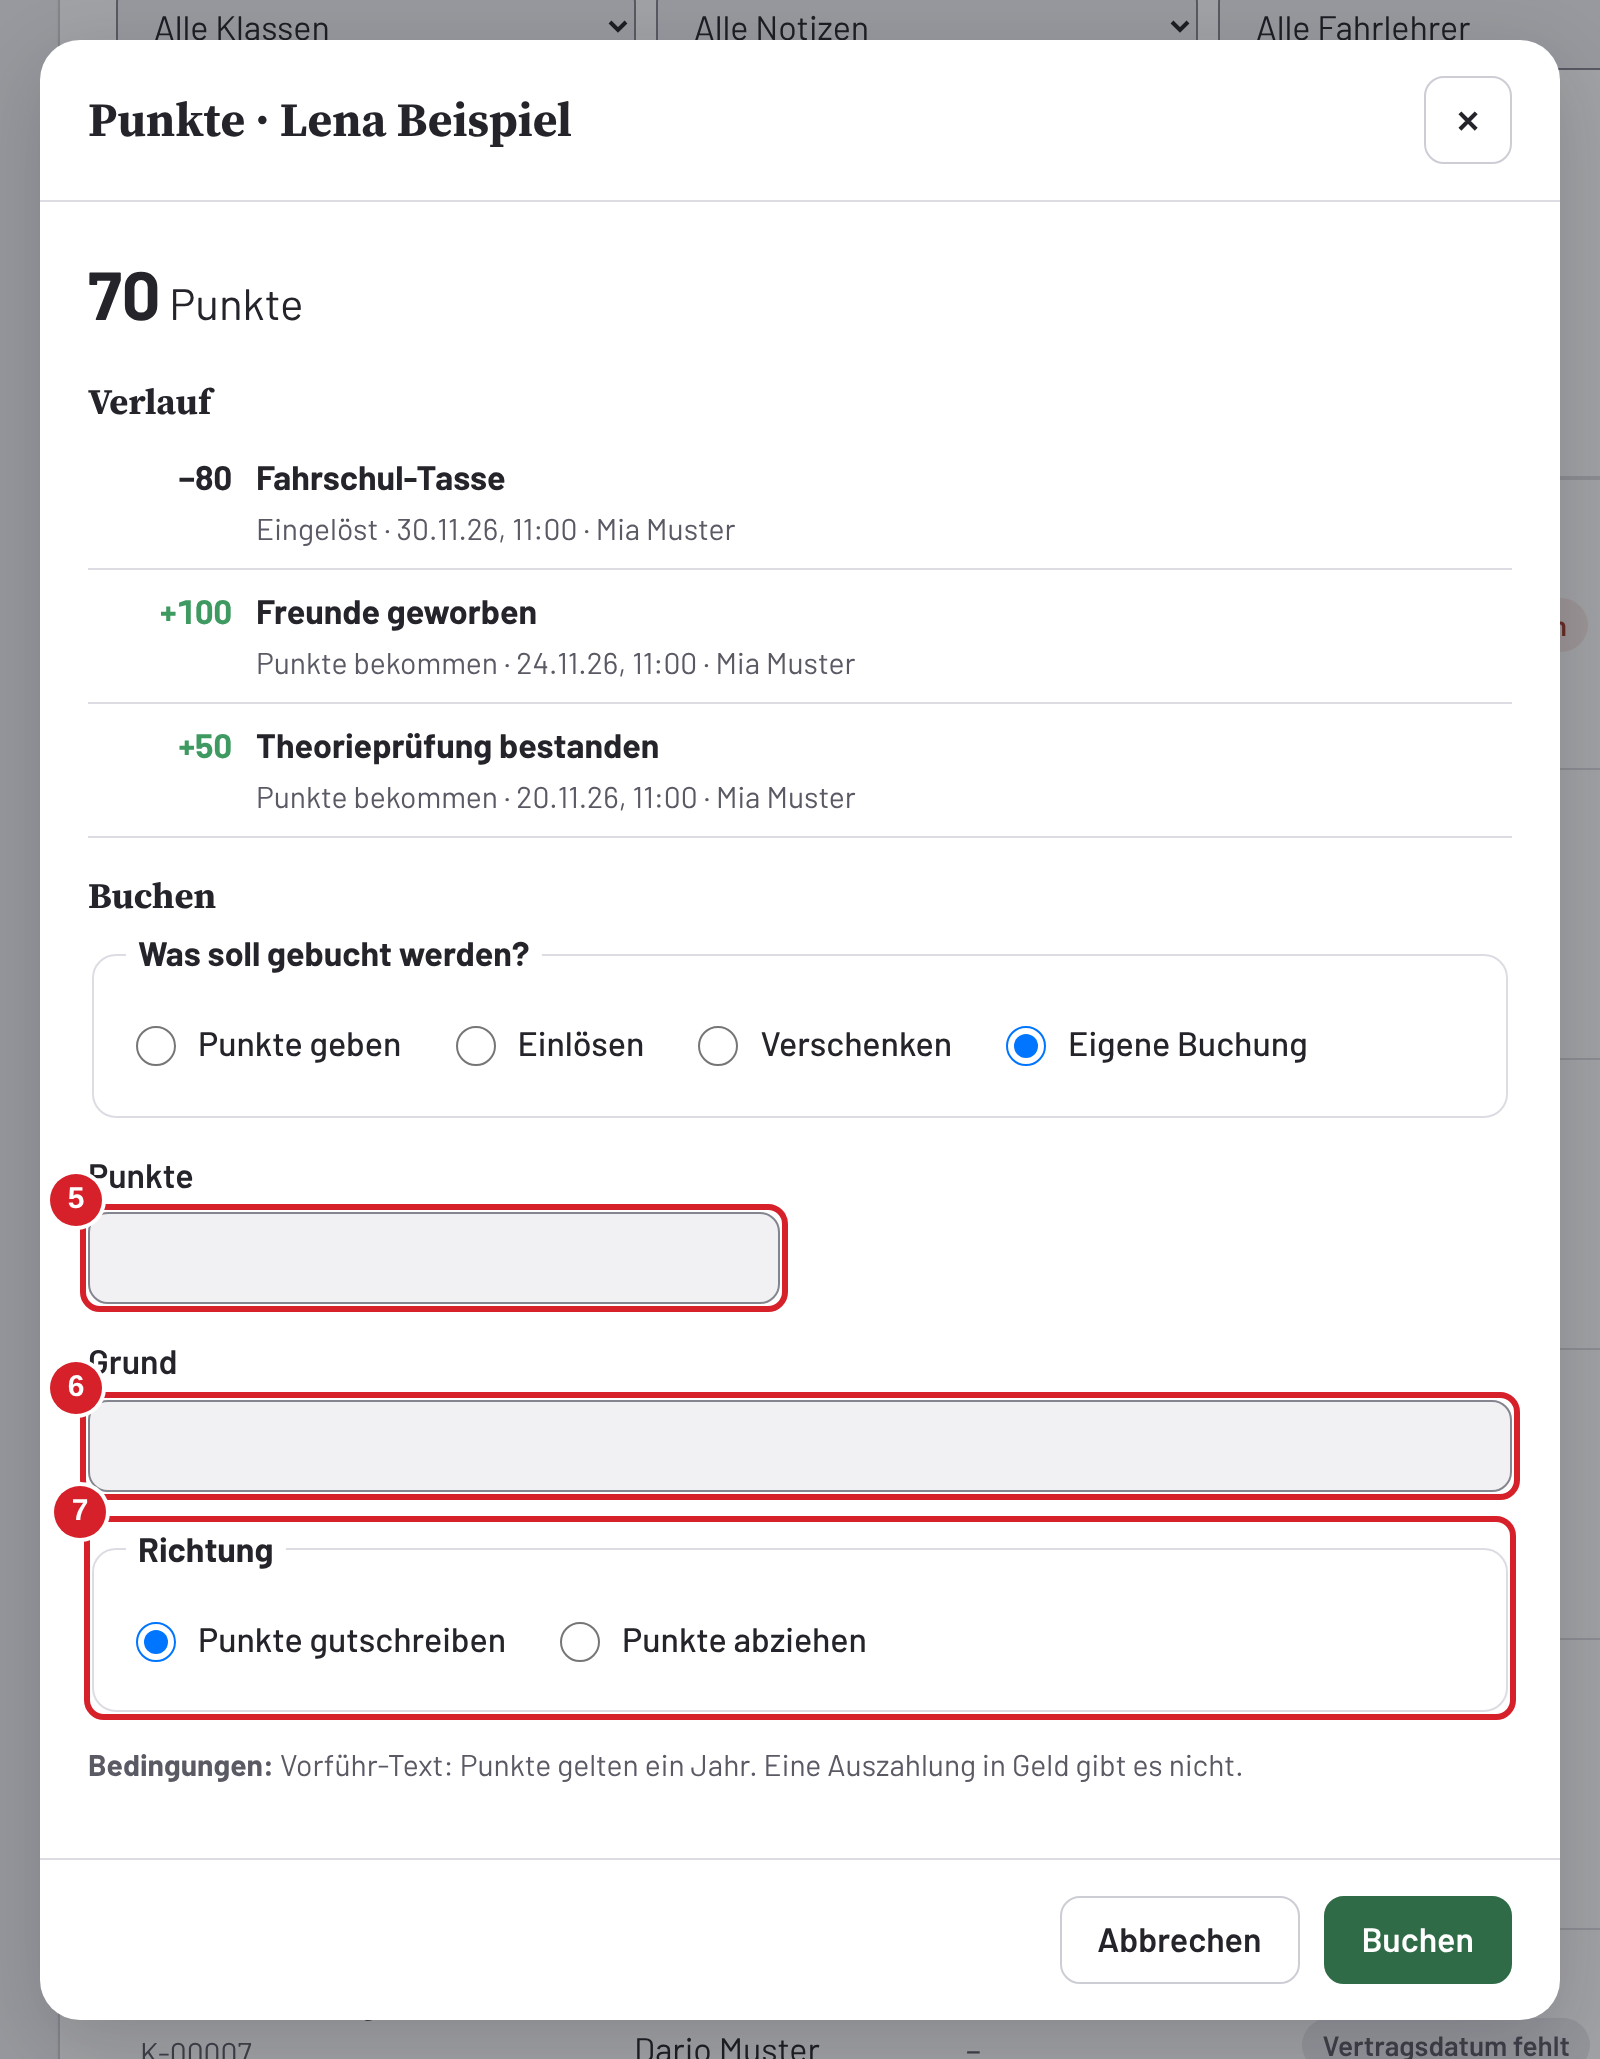 Alle Klassen
Alle Notizen
Alle Fahrlehrer
Punkte · Lena Beispiel
×
70 Punkte
Verlauf
−80 Fahrschul-Tasse
Eingelöst · 30.11.26, 11:00 · Mia Muster
+100 Freunde geworben
Punkte bekommen · 24.11.26, 11:00 · Mia Muster
+50 Theorieprüfung bestanden
Punkte bekommen · 20.11.26, 11:00 · Mia Muster
Buchen
Was soll gebucht werden?
Punkte geben
Einlösen
Verschenken
Eigene Buchung
Punkte
5
Grund
6
7
Richtung
Punkte gutschreiben
Punkte abziehen
Bedingungen: Vorführ-Text: Punkte gelten ein Jahr. Eine Auszahlung in Geld gibt es nicht.
Abbrechen
Buchen
K-00007
Dario Muster
–
Vertragsdatum fehlt